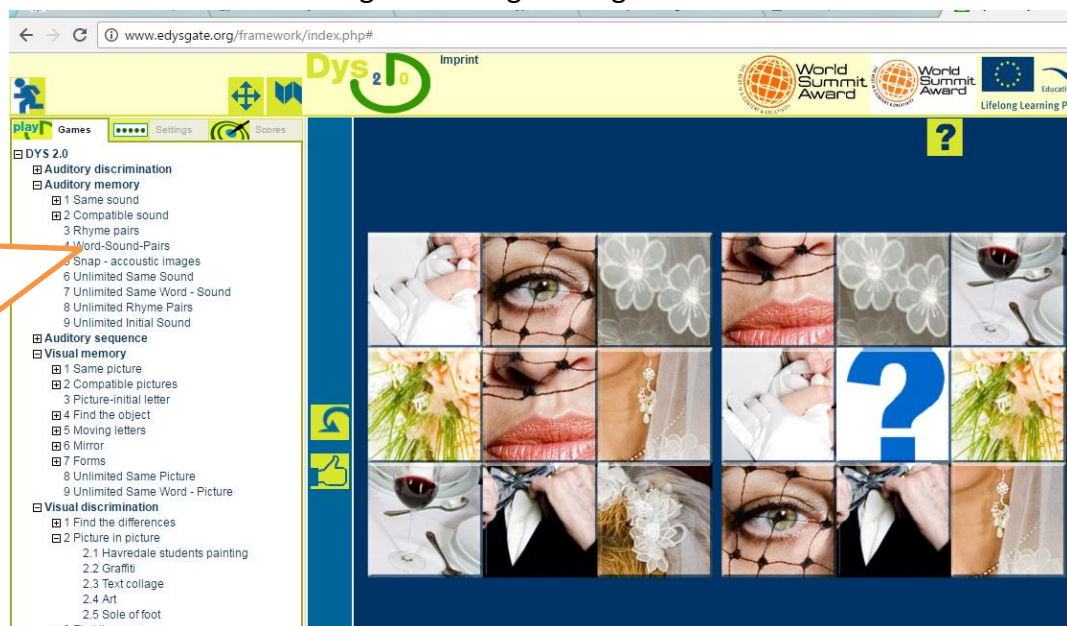 www.edysgate.org/framework/index.php#
Dys 2.0
Imprint
World Summit Award
World Summit Award
Lifelong Learning P
play Games Settings Scores
DYS 2.0
Auditory discrimination
Auditory memory
1 Same sound
2 Compatible sound
3 Rhyme pairs
4 Word-Sound-Pairs
Snap - accoustic images
6 Unlimited Same Sound
7 Unlimited Same Word - Sound
8 Unlimited Rhyme Pairs
9 Unlimited Initial Sound
Auditory sequence
Visual memory
1 Same picture
2 Compatible pictures
3 Picture-initial letter
4 Find the object
5 Moving letters
6 Mirror
7 Forms
8 Unlimited Same Picture
9 Unlimited Same Word - Picture
Visual discrimination
1 Find the differences
2 Picture in picture
2.1 Havredale students painting
2.2 Graffiti
2.3 Text collage
2.4 Art
2.5 Sole of foot
?
?